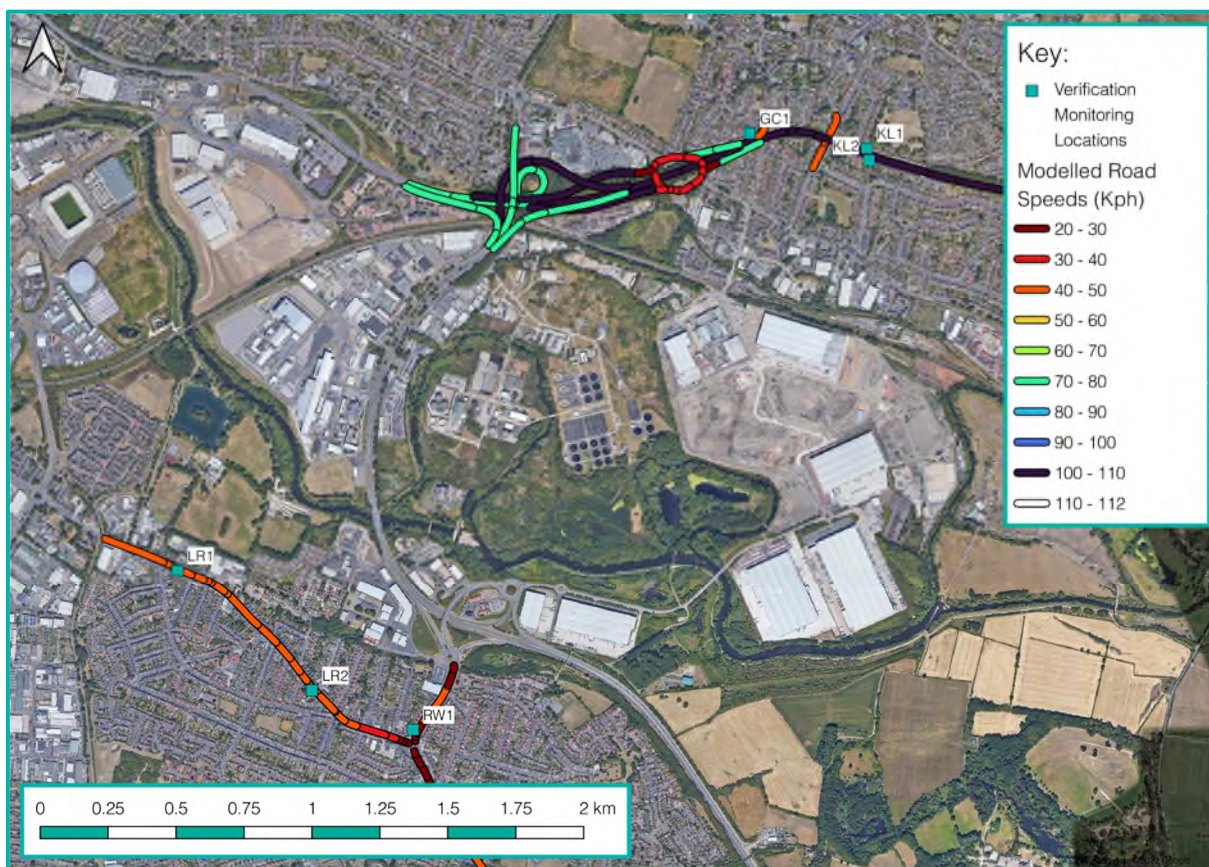 Key:
Verification
Monitoring
Locations
Modelled Road
Speeds (Kph)
20 - 30
30 - 40
40 - 50
50 - 60
60 - 70
70 - 80
80 - 90
90 - 100
100 - 110
110 - 112
GC1
KL1
KL2
LR1
LR2
RW1
0 0.25 0.5 0.75 1 1.25 1.5 1.75 2 km